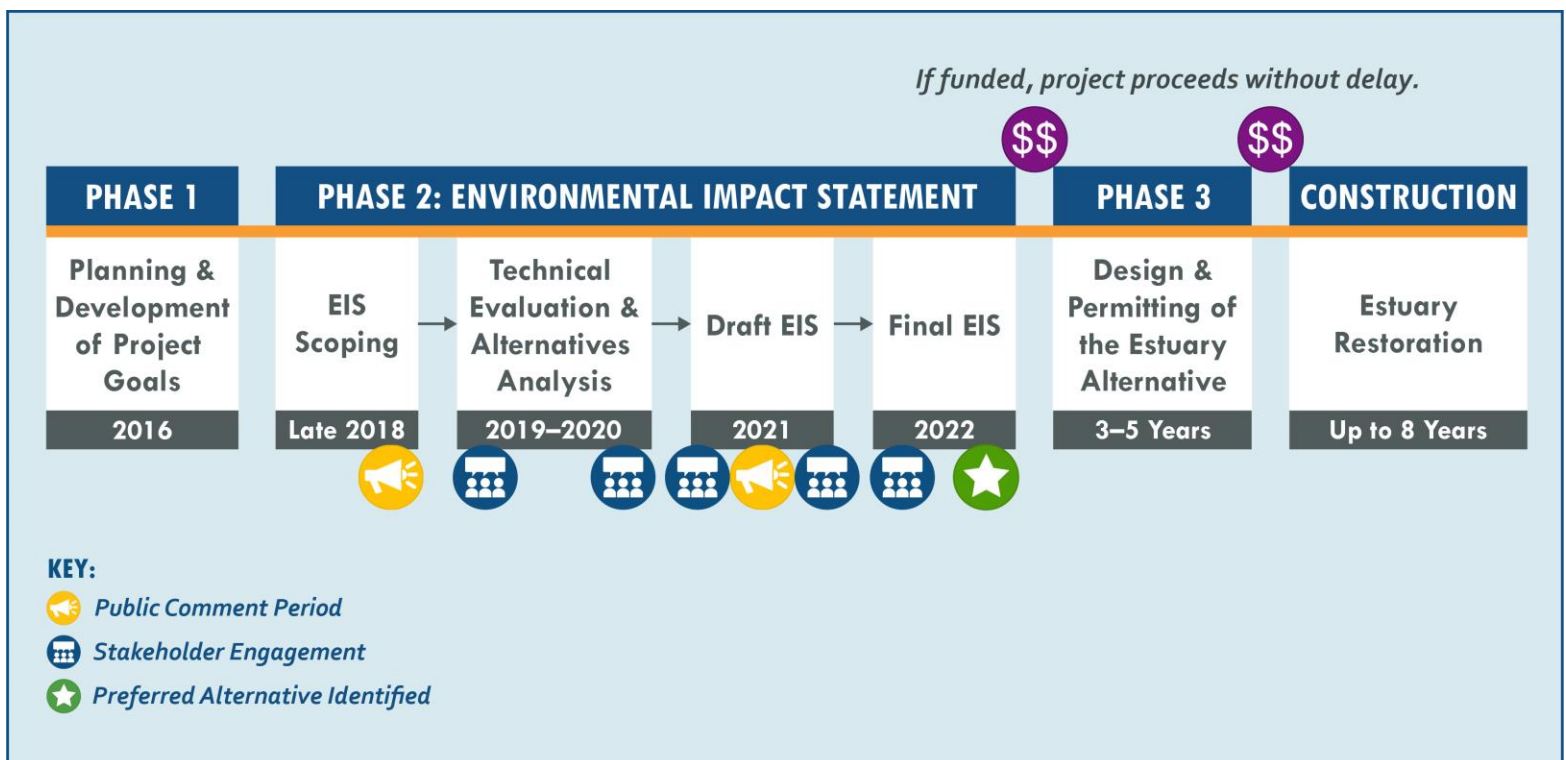 If funded, project proceeds without delay.
$$
$$
PHASE 1
PHASE 2: ENVIRONMENTAL IMPACT STATEMENT
PHASE 3
CONSTRUCTION
Planning &
Development
of Project
Goals
2016
EIS
Scoping
Late 2018
Technical
Evaluation &
Alternatives
Analysis
2019–2020
Draft EIS
2021
Final EIS
2022
Design &
Permitting of
the Estuary
Alternative
3–5 Years
Estuary
Restoration
Up to 8 Years
KEY:
Public Comment Period
Stakeholder Engagement
Preferred Alternative Identified